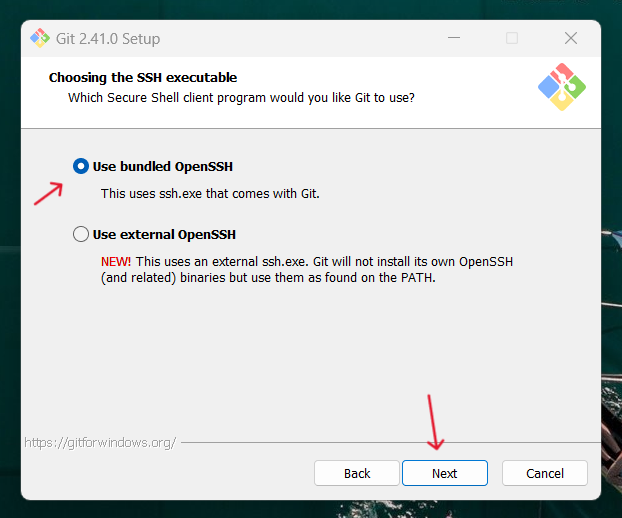 Git 2.41.0 Setup
Choosing the SSH executable
Which Secure Shell client program would you like Git to use?
Use bundled OpenSSH
This uses ssh.exe that comes with Git.
Use external OpenSSH
NEW! This uses an external ssh.exe. Git will not install its own OpenSSH
(and related) binaries but use them as found on the PATH.
https://gitforwindows.org/
Back
Next
Cancel